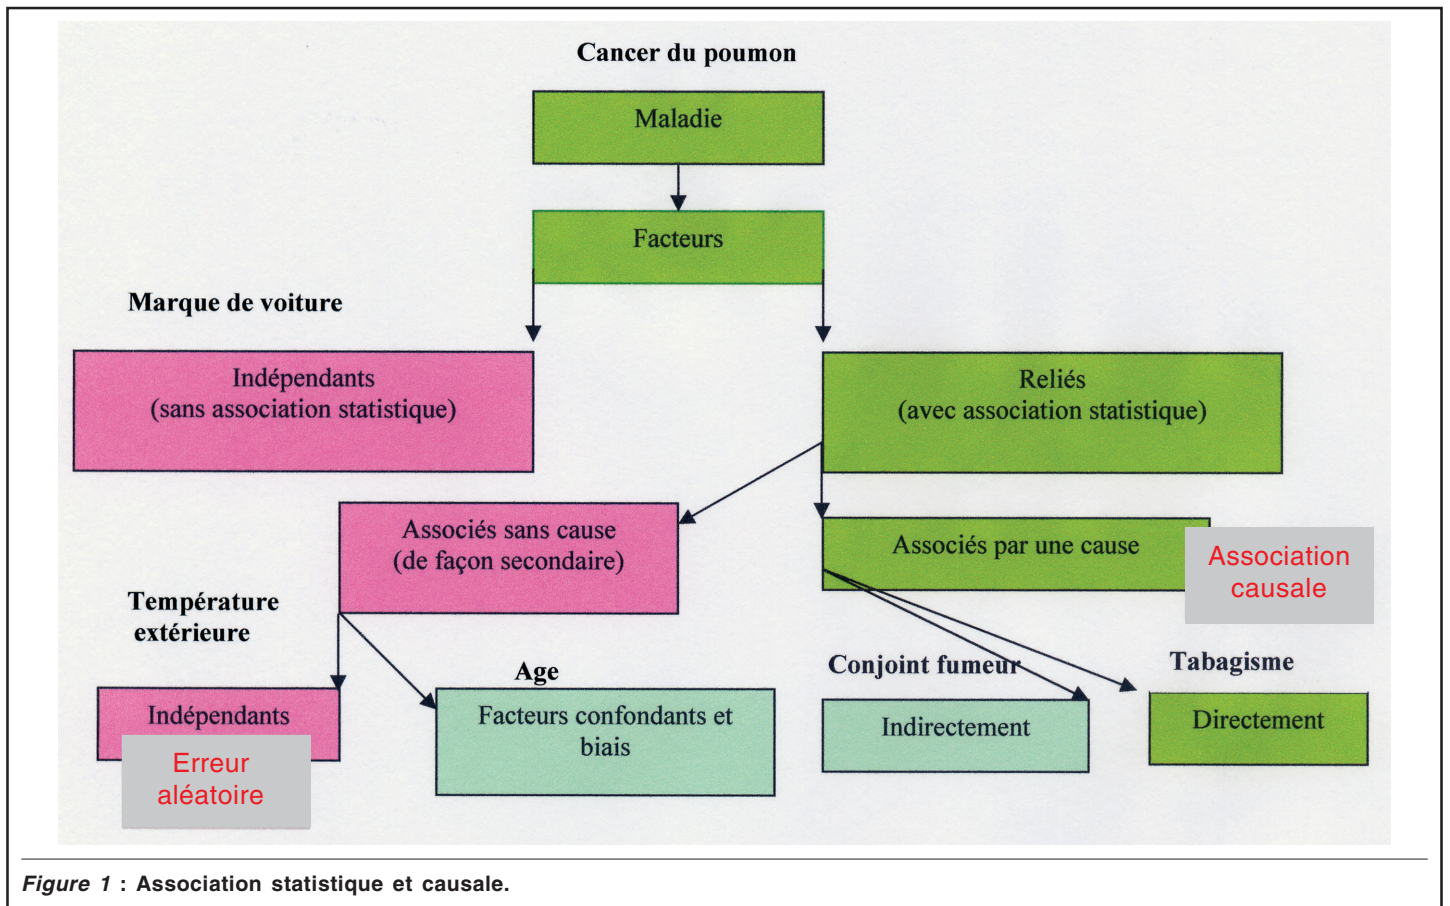 Cancer du poumon
Maladie
Facteurs
Marque de voiture
Indépendants
(sans association statistique)
Reliés
(avec association statistique)
Associés sans cause
(de façon secondaire)
Associés par une cause
Association
causale
Température
extérieure
Age
Conjoint fumeur
Tabagisme
Indépendants
Erreur
aléatoire
Facteurs confondants et
biais
Indirectement
Directement
Figure 1 : Association statistique et causale.